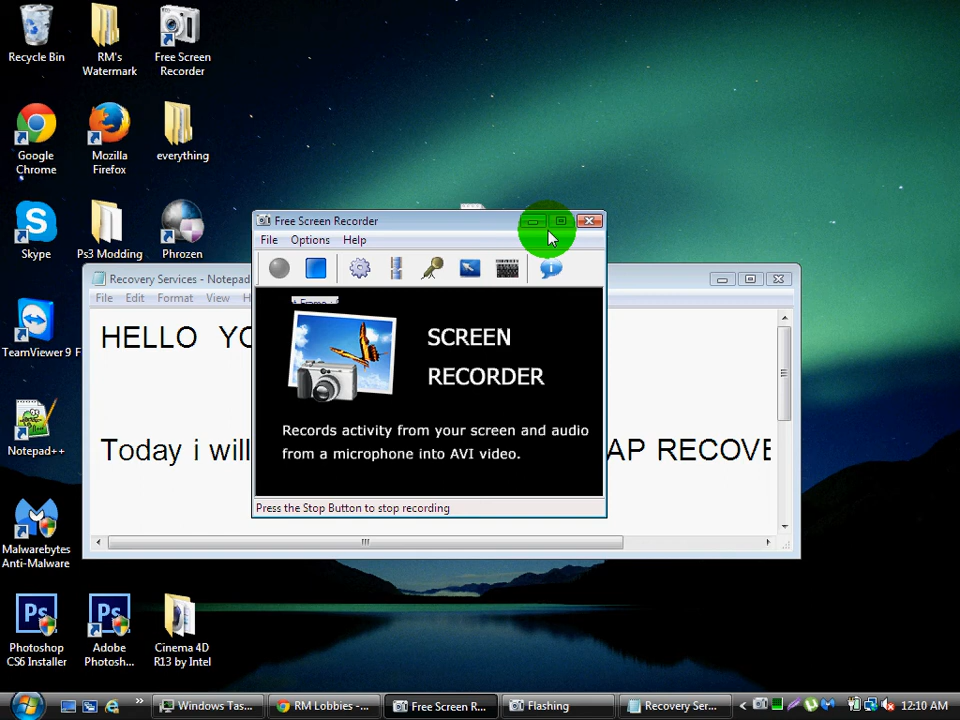 Recycle Bin
RM's
Watermark
Free Screen
Recorder
Google
Chrome
Mozilla
Firefox
everything
Skype
Ps3 Modding
Phrozen
TeamViewer 9
Notepad++
Malwarebytes
Anti-Malware
Photoshop
CS6 Installer
Adobe
Photosh...
Cinema 4D
R13 by Intel
Free Screen Recorder
File Options Help
SCREEN
RECORDER
Records activity from your screen and audio
from a microphone into AVI video.
Press the Stop Button to stop recording
Recovery Services - Notepad
File Edit Format View
HELLO
Today i will
RECOVE
Windows Tas...
RM Lobbies -...
Free Screen R...
Flashing
Recovery Ser...
12:10 AM